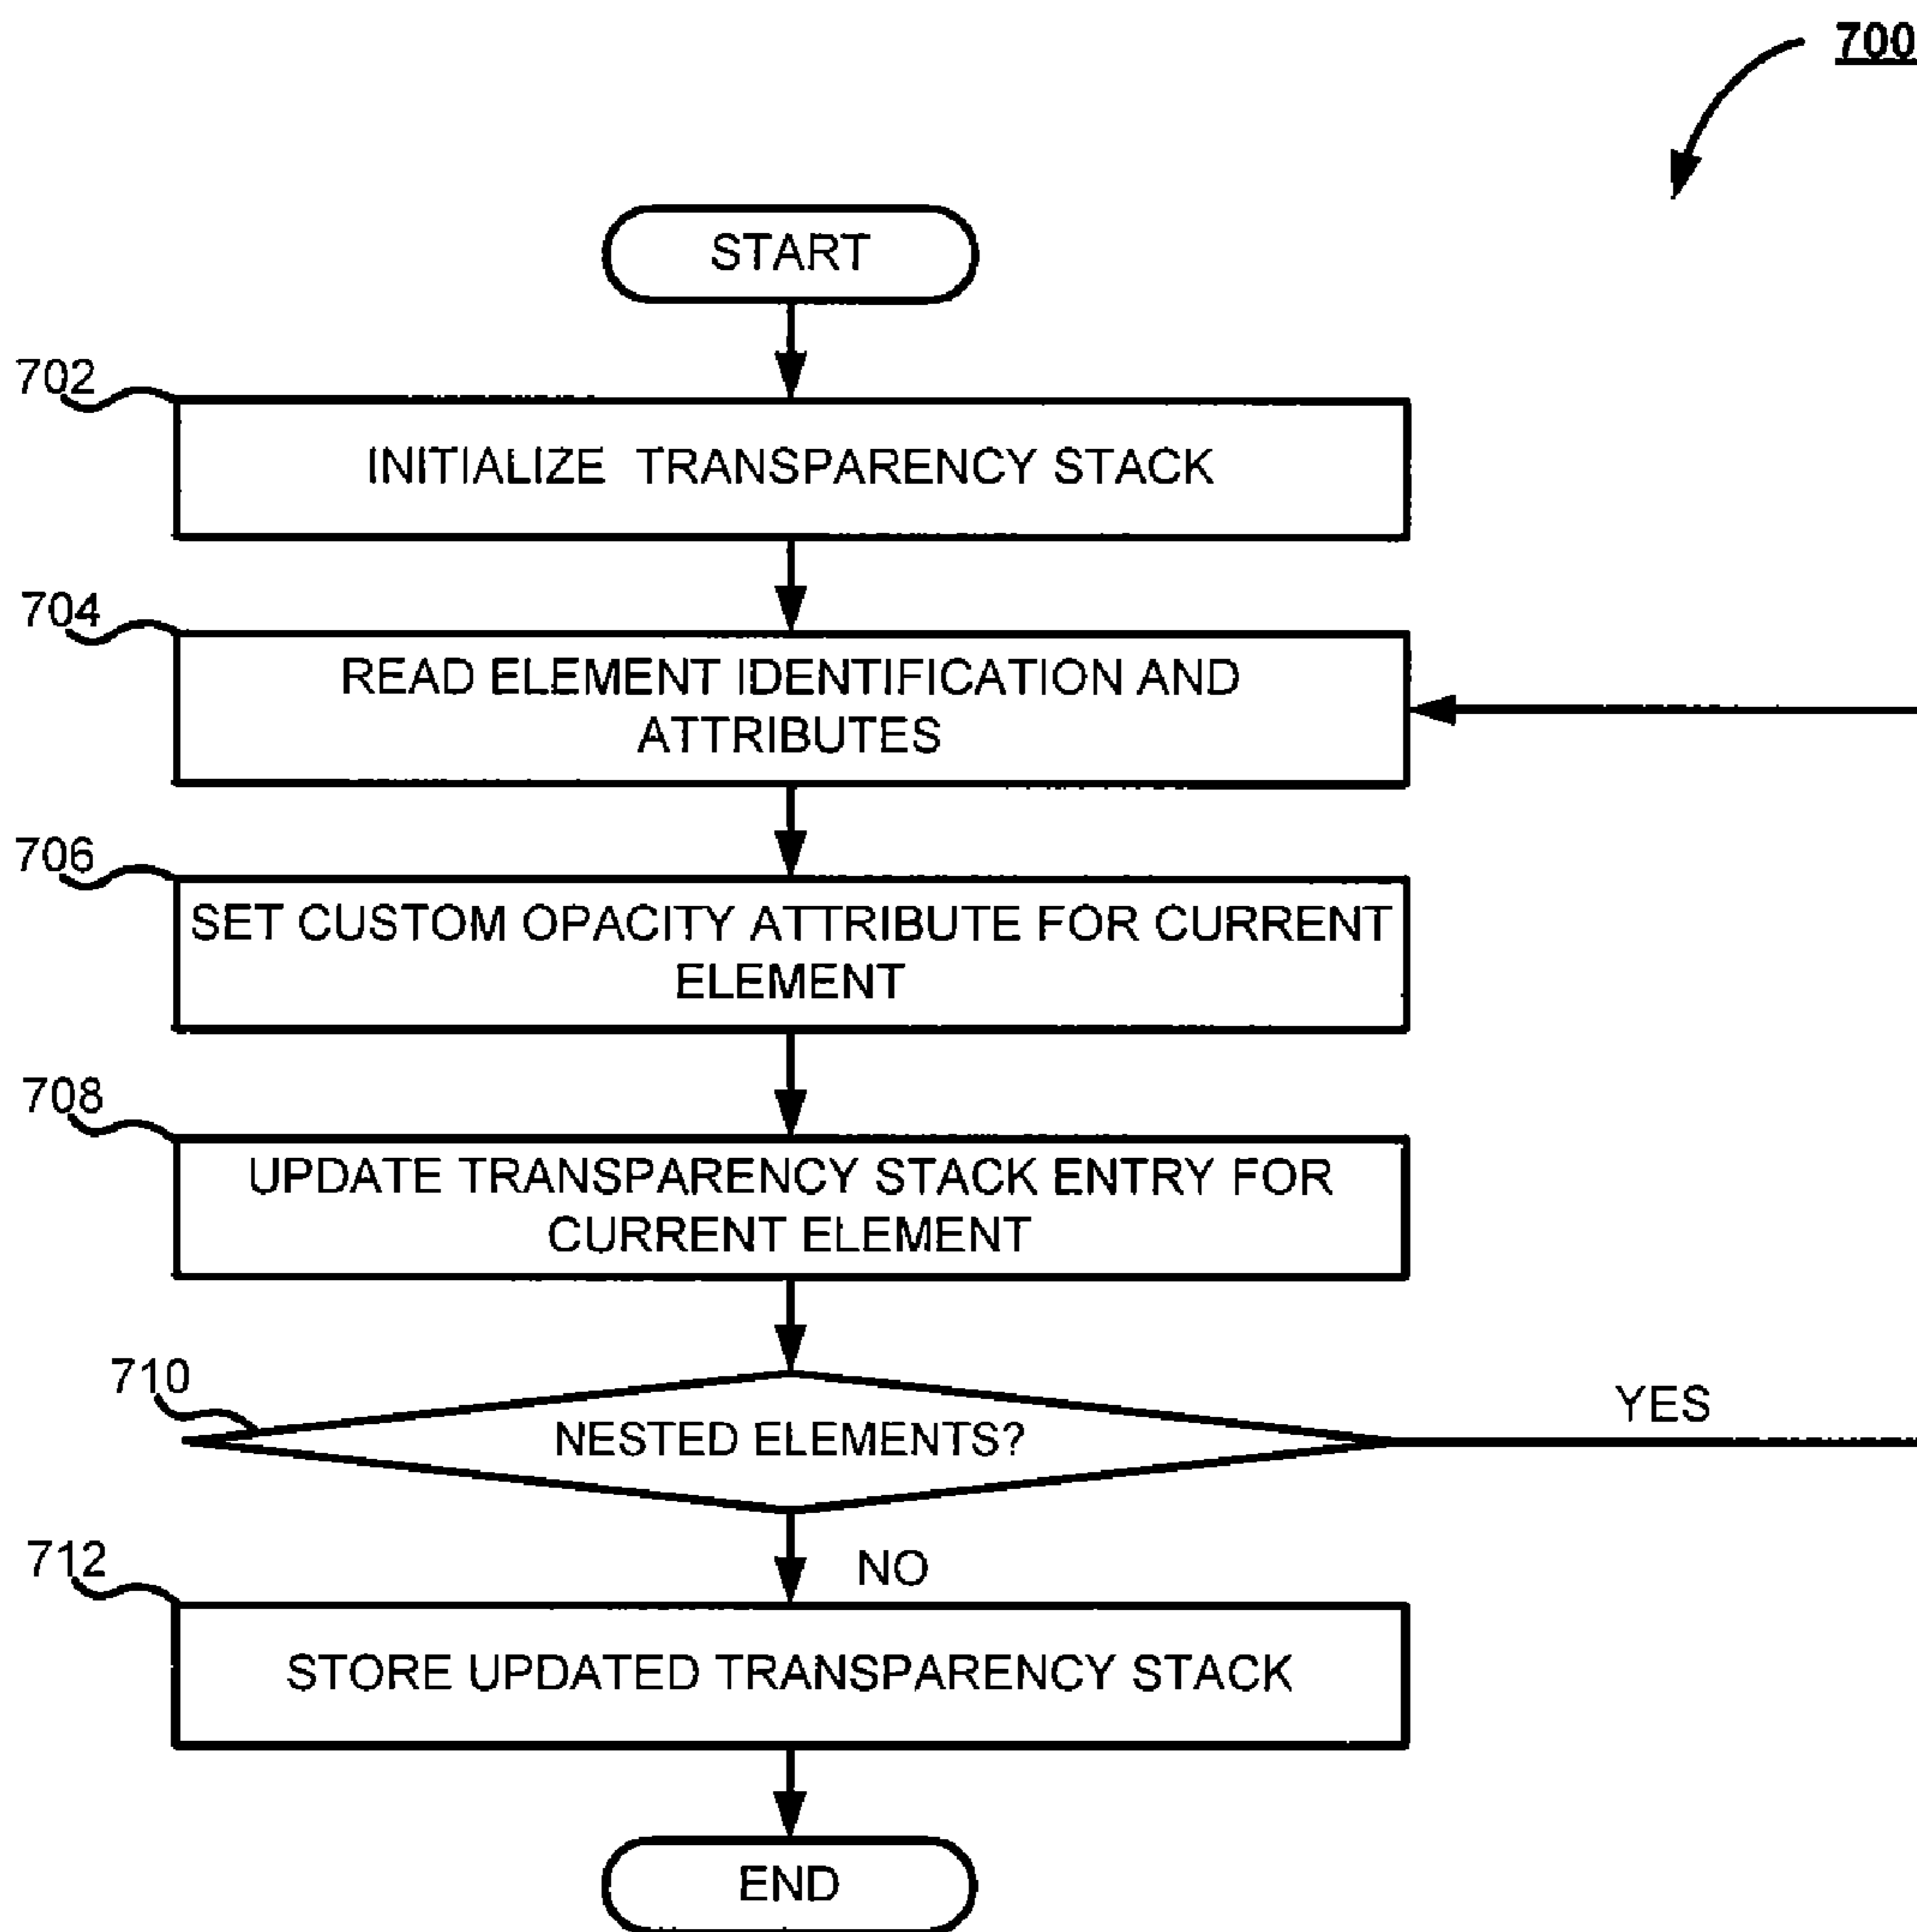 700
START
702
INITIALIZE TRANSPARENCY STACK
704
READ ELEMENT IDENTIFICATION AND
ATTRIBUTES
706
SET CUSTOM OPACITY ATTRIBUTE FOR CURRENT
ELEMENT
708
UPDATE TRANSPARENCY STACK ENTRY FOR
CURRENT ELEMENT
710
NESTED ELEMENTS?
YES
NO
712
STORE UPDATED TRANSPARENCY STACK
END